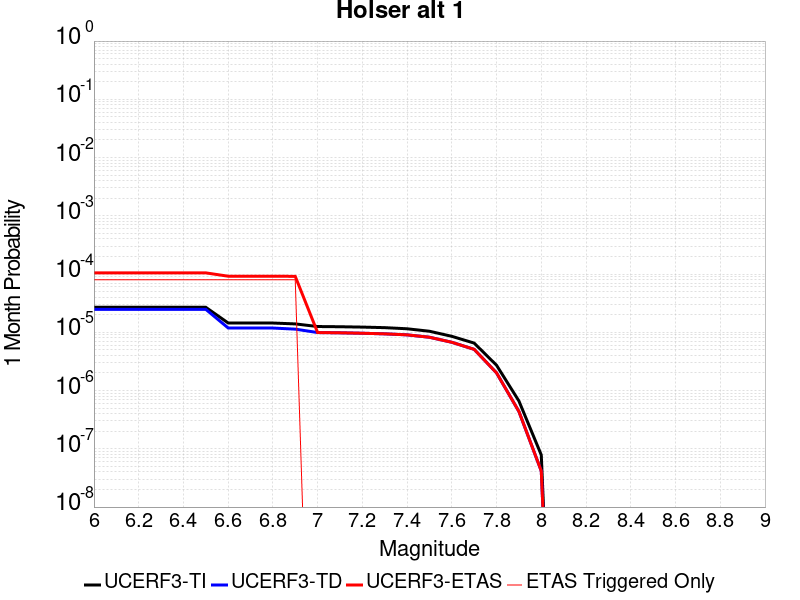 Holser alt 1
1 Month Probability
10 0
10 -1
10 -2
10 -3
10 -4
10 -5
10 -6
10 -7
10 -8
6 6.2 6.4 6.6 6.8 7 7.2 7.4 7.6 7.8 8 8.2 8.4 8.6 8.8 9
Magnitude
UCERF3-TI UCERF3-TD UCERF3-ETAS ETAS Triggered Only